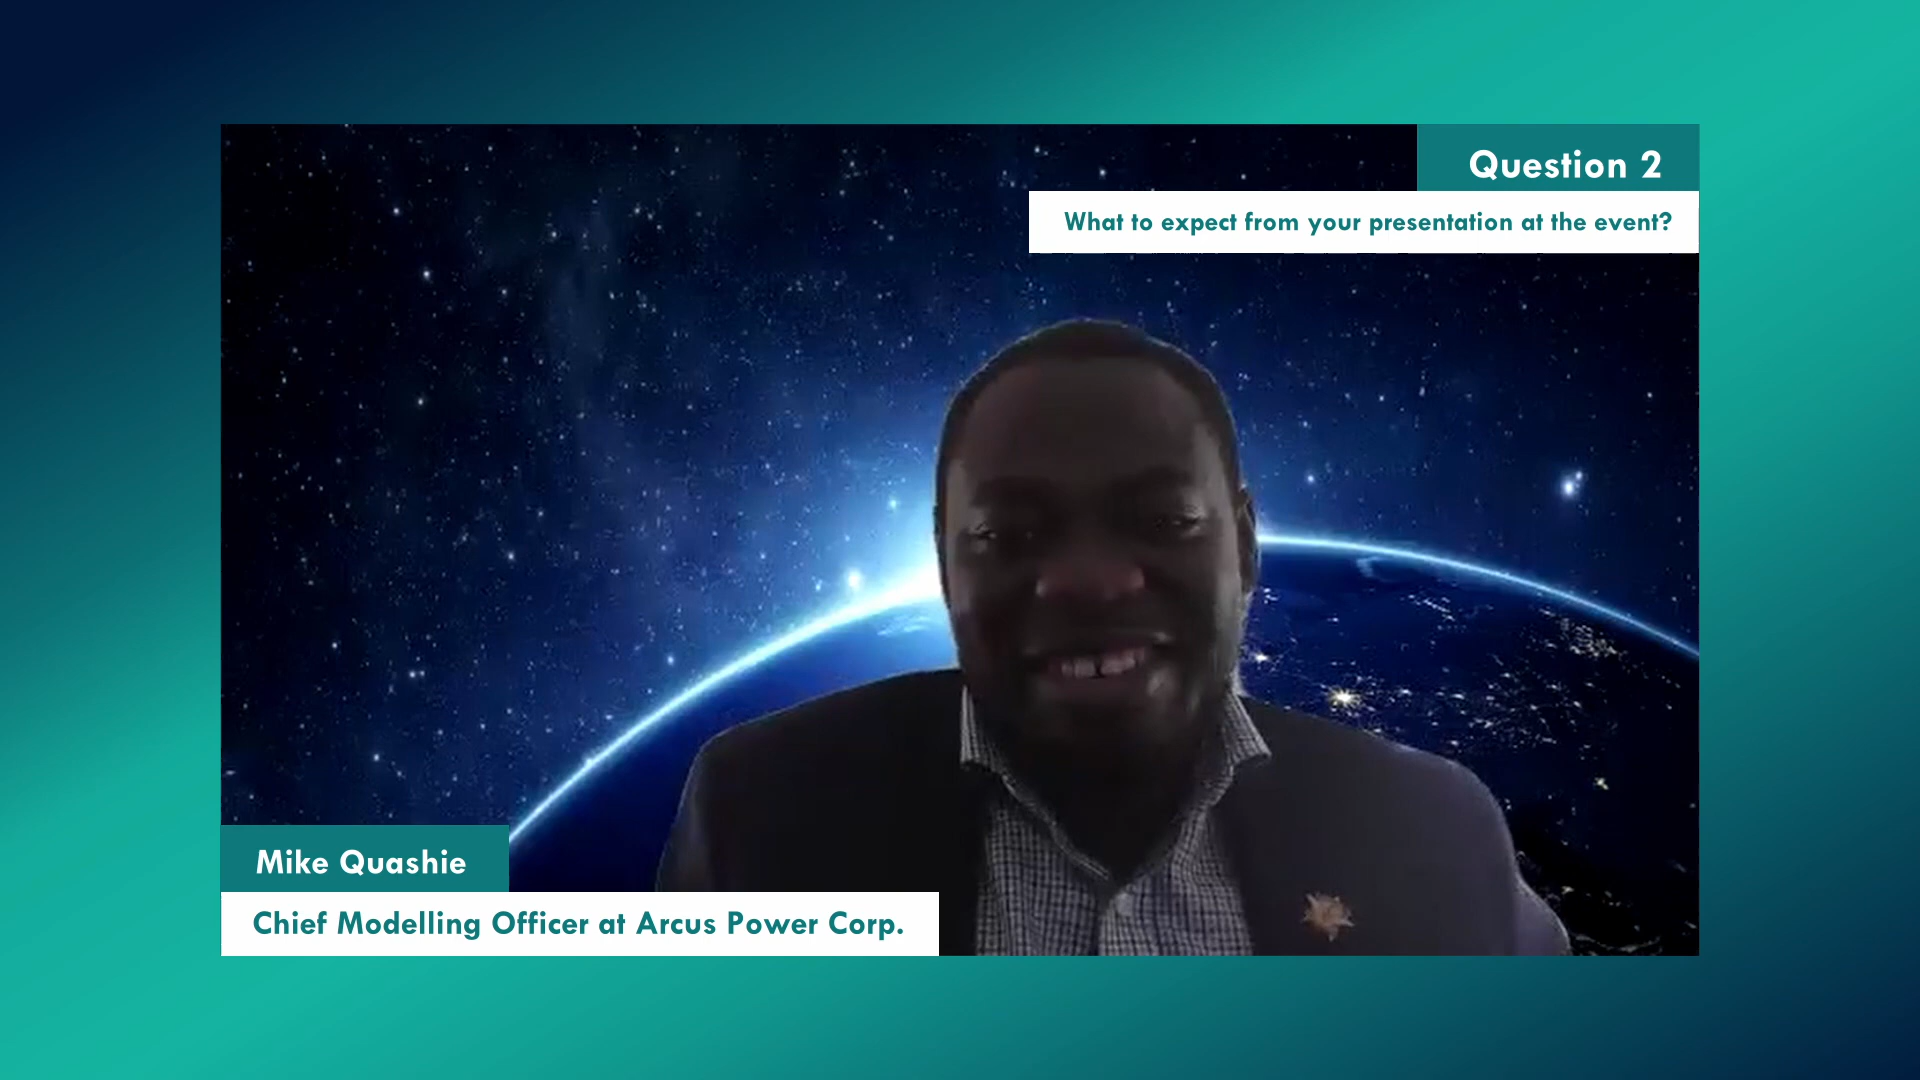 Question 2
What to expect from your presentation at the event?
Mike Quashie
Chief Modelling Officer at Arcus Power Corp.